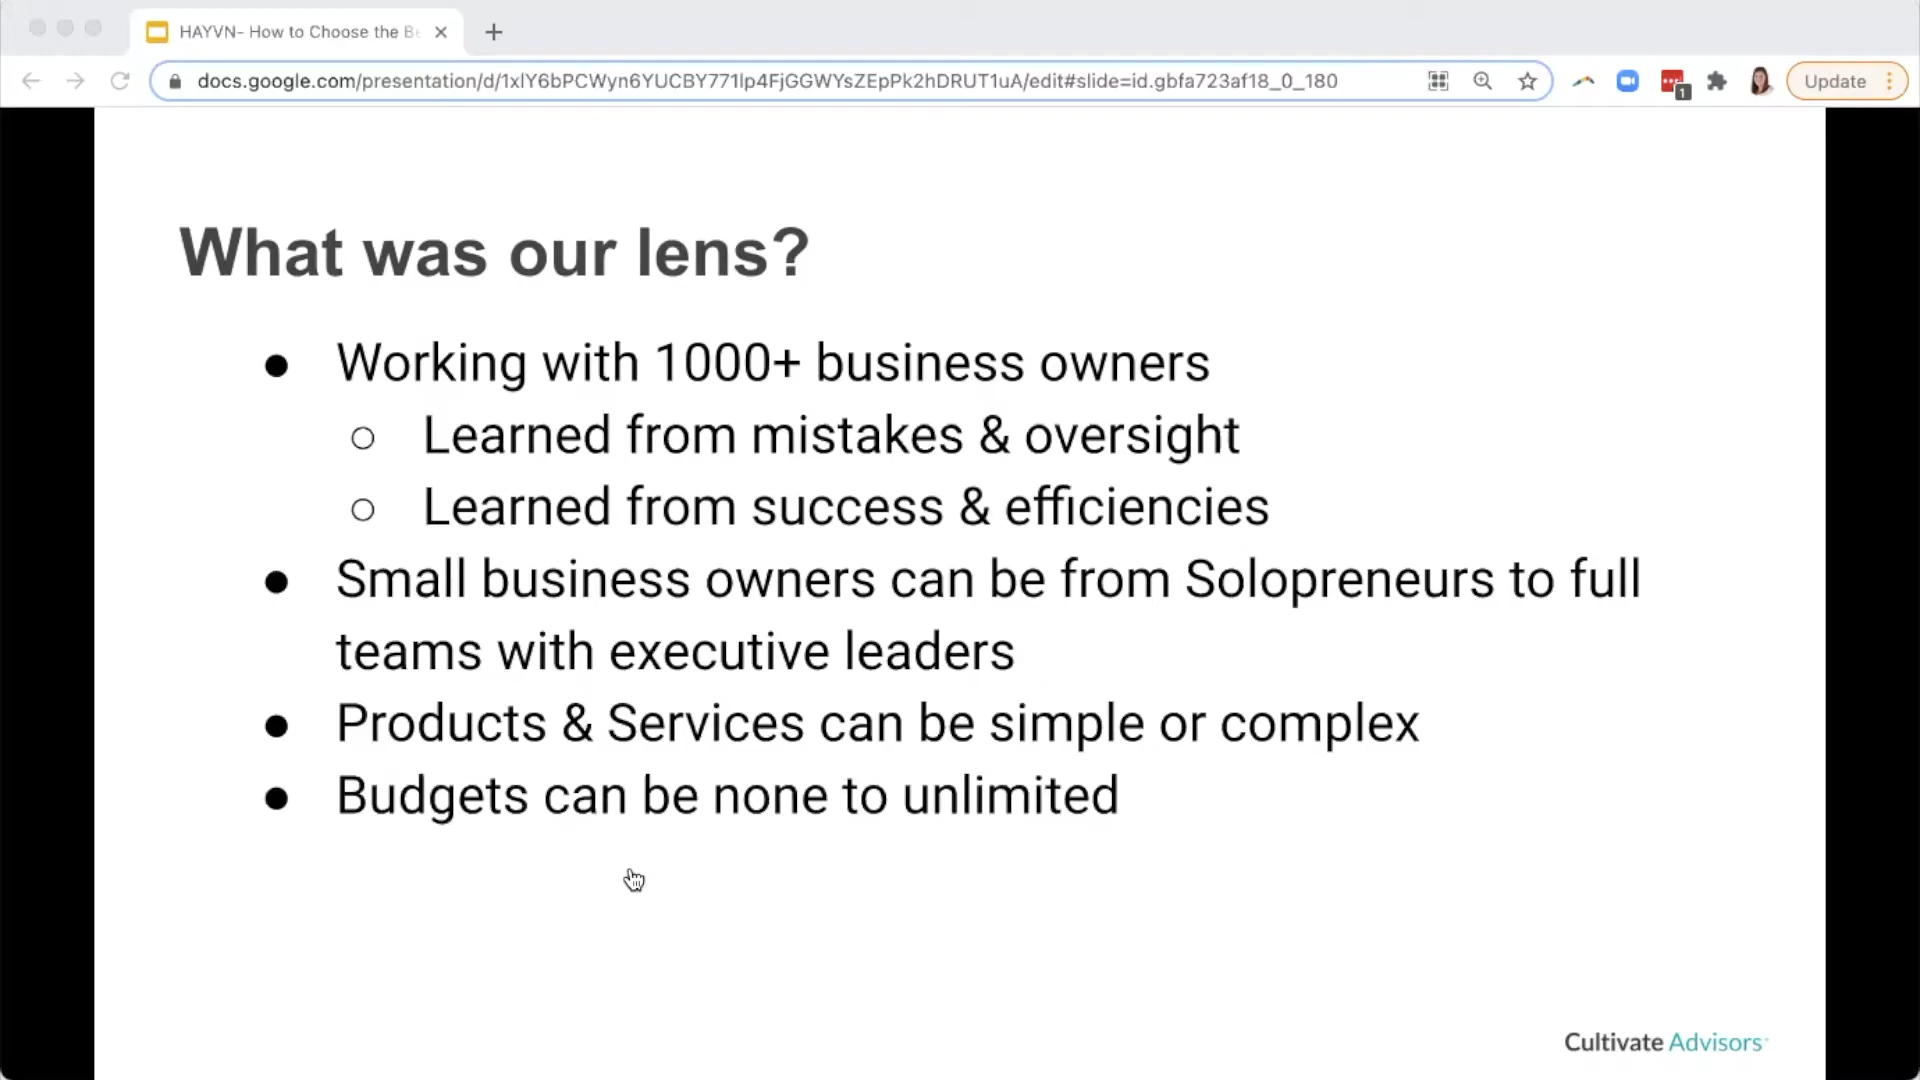 HAYVN- How to Choose the Be
docs.google.com/presentation/d/1xlY6bPCWyn6YUCBY771lp4FjGGWYsZEpPk2hDRUT1uA/edit#slide=id.gbfa723af18_0_180
1
Update
What was our lens?
● Working with 1000+ business owners
○ Learned from mistakes & oversight
○ Learned from success & efficiencies
● Small business owners can be from Solopreneurs to full
teams with executive leaders
● Products & Services can be simple or complex
● Budgets can be none to unlimited
Cultivate Advisors